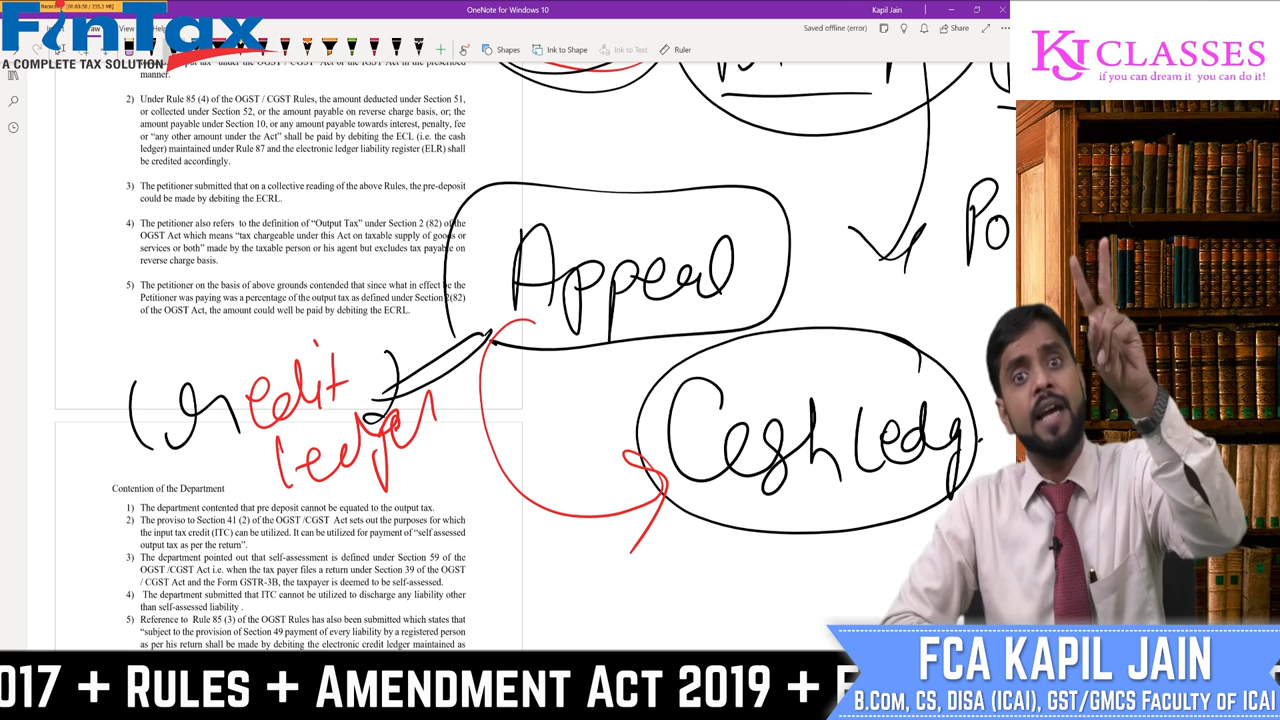 OneNote for Windows 10
Kapil Jain
Saved offline (error)
Share
Shapes
Ink to Shape
Ink to Text
Ruler
FinTax
A COMPLETE TAX SOLUTION
KJ CLASSES
if you can dream it you can do it!
manner.
2) Under Rule 85 (4) of the OGST / CGST Rules, the amount deducted under Section 51,
or collected under Section 52, or the amount payable on reverse charge basis, or; the
amount payable under Section 10, or any amount payable towards interest, penalty, fee
or “any other amount under the Act” shall be paid by debiting the ECL (i.e. the cash
ledger) maintained under Rule 87 and the electronic ledger liability register (ELR) shall
be credited accordingly.
3) The petitioner submitted that on a collective reading of the above Rules, the pre-deposit
could be made by debiting the ECRL.
4) The petitioner also refers to the definition of “Output Tax” under Section 2 (82) of the
OGST Act which means “tax chargeable under this Act on taxable supply of goods or
services or both” made by the taxable person or his agent but excludes tax payable on
reverse charge basis.
5) The petitioner on the basis of above grounds contended that since what in effect be the
Petitioner was paying was a percentage of the output tax as defined under Section 2(82)
of the OGST Act, the amount could well be paid by debiting the ECRL.
Appeal
Po
Credit
ledger
Cash Ledg
Contention of the Department
1) The department contented that pre deposit cannot be equated to the output tax.
2) The proviso to Section 41 (2) of the OGST /CGST Act sets out the purposes for which
the input tax credit (ITC) can be utilized. It can be utilized for payment of “self assessed
output tax as per the return”.
3) The department pointed out that self-assessment is defined under Section 59 of the
OGST /CGST Act i.e. when the tax payer files a return under Section 39 of the OGST
/ CGST Act and the Form GSTR-3B, the taxpayer is deemed to be self-assessed.
4) The department submitted that ITC cannot be utilized to discharge any liability other
than self-assessed liability .
5) Reference to Rule 85 (3) of the OGST Rules has also been submitted which states that
“subject to the provision of Section 49 payment of every liability by a registered person
as per his return shall be made by debiting the electronic credit ledger maintained as
017 + RULES + AMENDMENT ACT 2019 +
FCA KAPIL JAIN
B.COM, CS, DISA (ICAI), GST/GMCS FACULTY OF ICAI